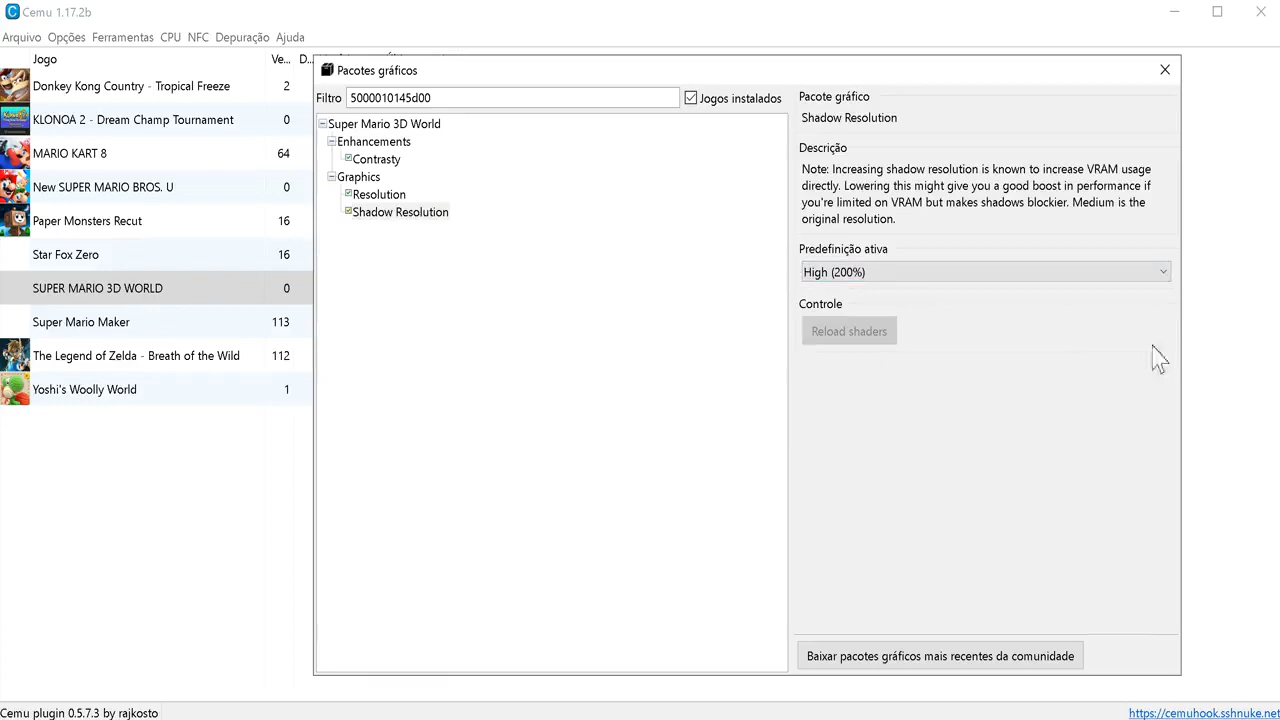 Cemu 1.17.2b
Arquivo Opções Ferramentas CPU NFC Depuração Ajuda
Jogo Ve... D...
Donkey Kong Country - Tropical Freeze 2
KLONOA 2 - Dream Champ Tournament 0
MARIO KART 8 64
New SUPER MARIO BROS. U 0
Paper Monsters Recut 16
Star Fox Zero 16
SUPER MARIO 3D WORLD 0
Super Mario Maker 113
The Legend of Zelda - Breath of the Wild 112
Yoshi's Woolly World 1
Pacotes gráficos
Filtro 5000010145d00 Jogos instalados
Super Mario 3D World
Enhancements
Contrasty
Graphics
Resolution
Shadow Resolution
Pacote gráfico
Shadow Resolution
Descrição
Note: Increasing shadow resolution is known to increase VRAM usage
directly. Lowering this might give you a good boost in performance if
you're limited on VRAM but makes shadows blockier. Medium is the
original resolution.
Predefinição ativa
High (200%)
Controle
Reload shaders
Baixar pacotes gráficos mais recentes da comunidade
Cemu plugin 0.5.7.3 by rajkosto
https://cemuhook.sshnuke.net